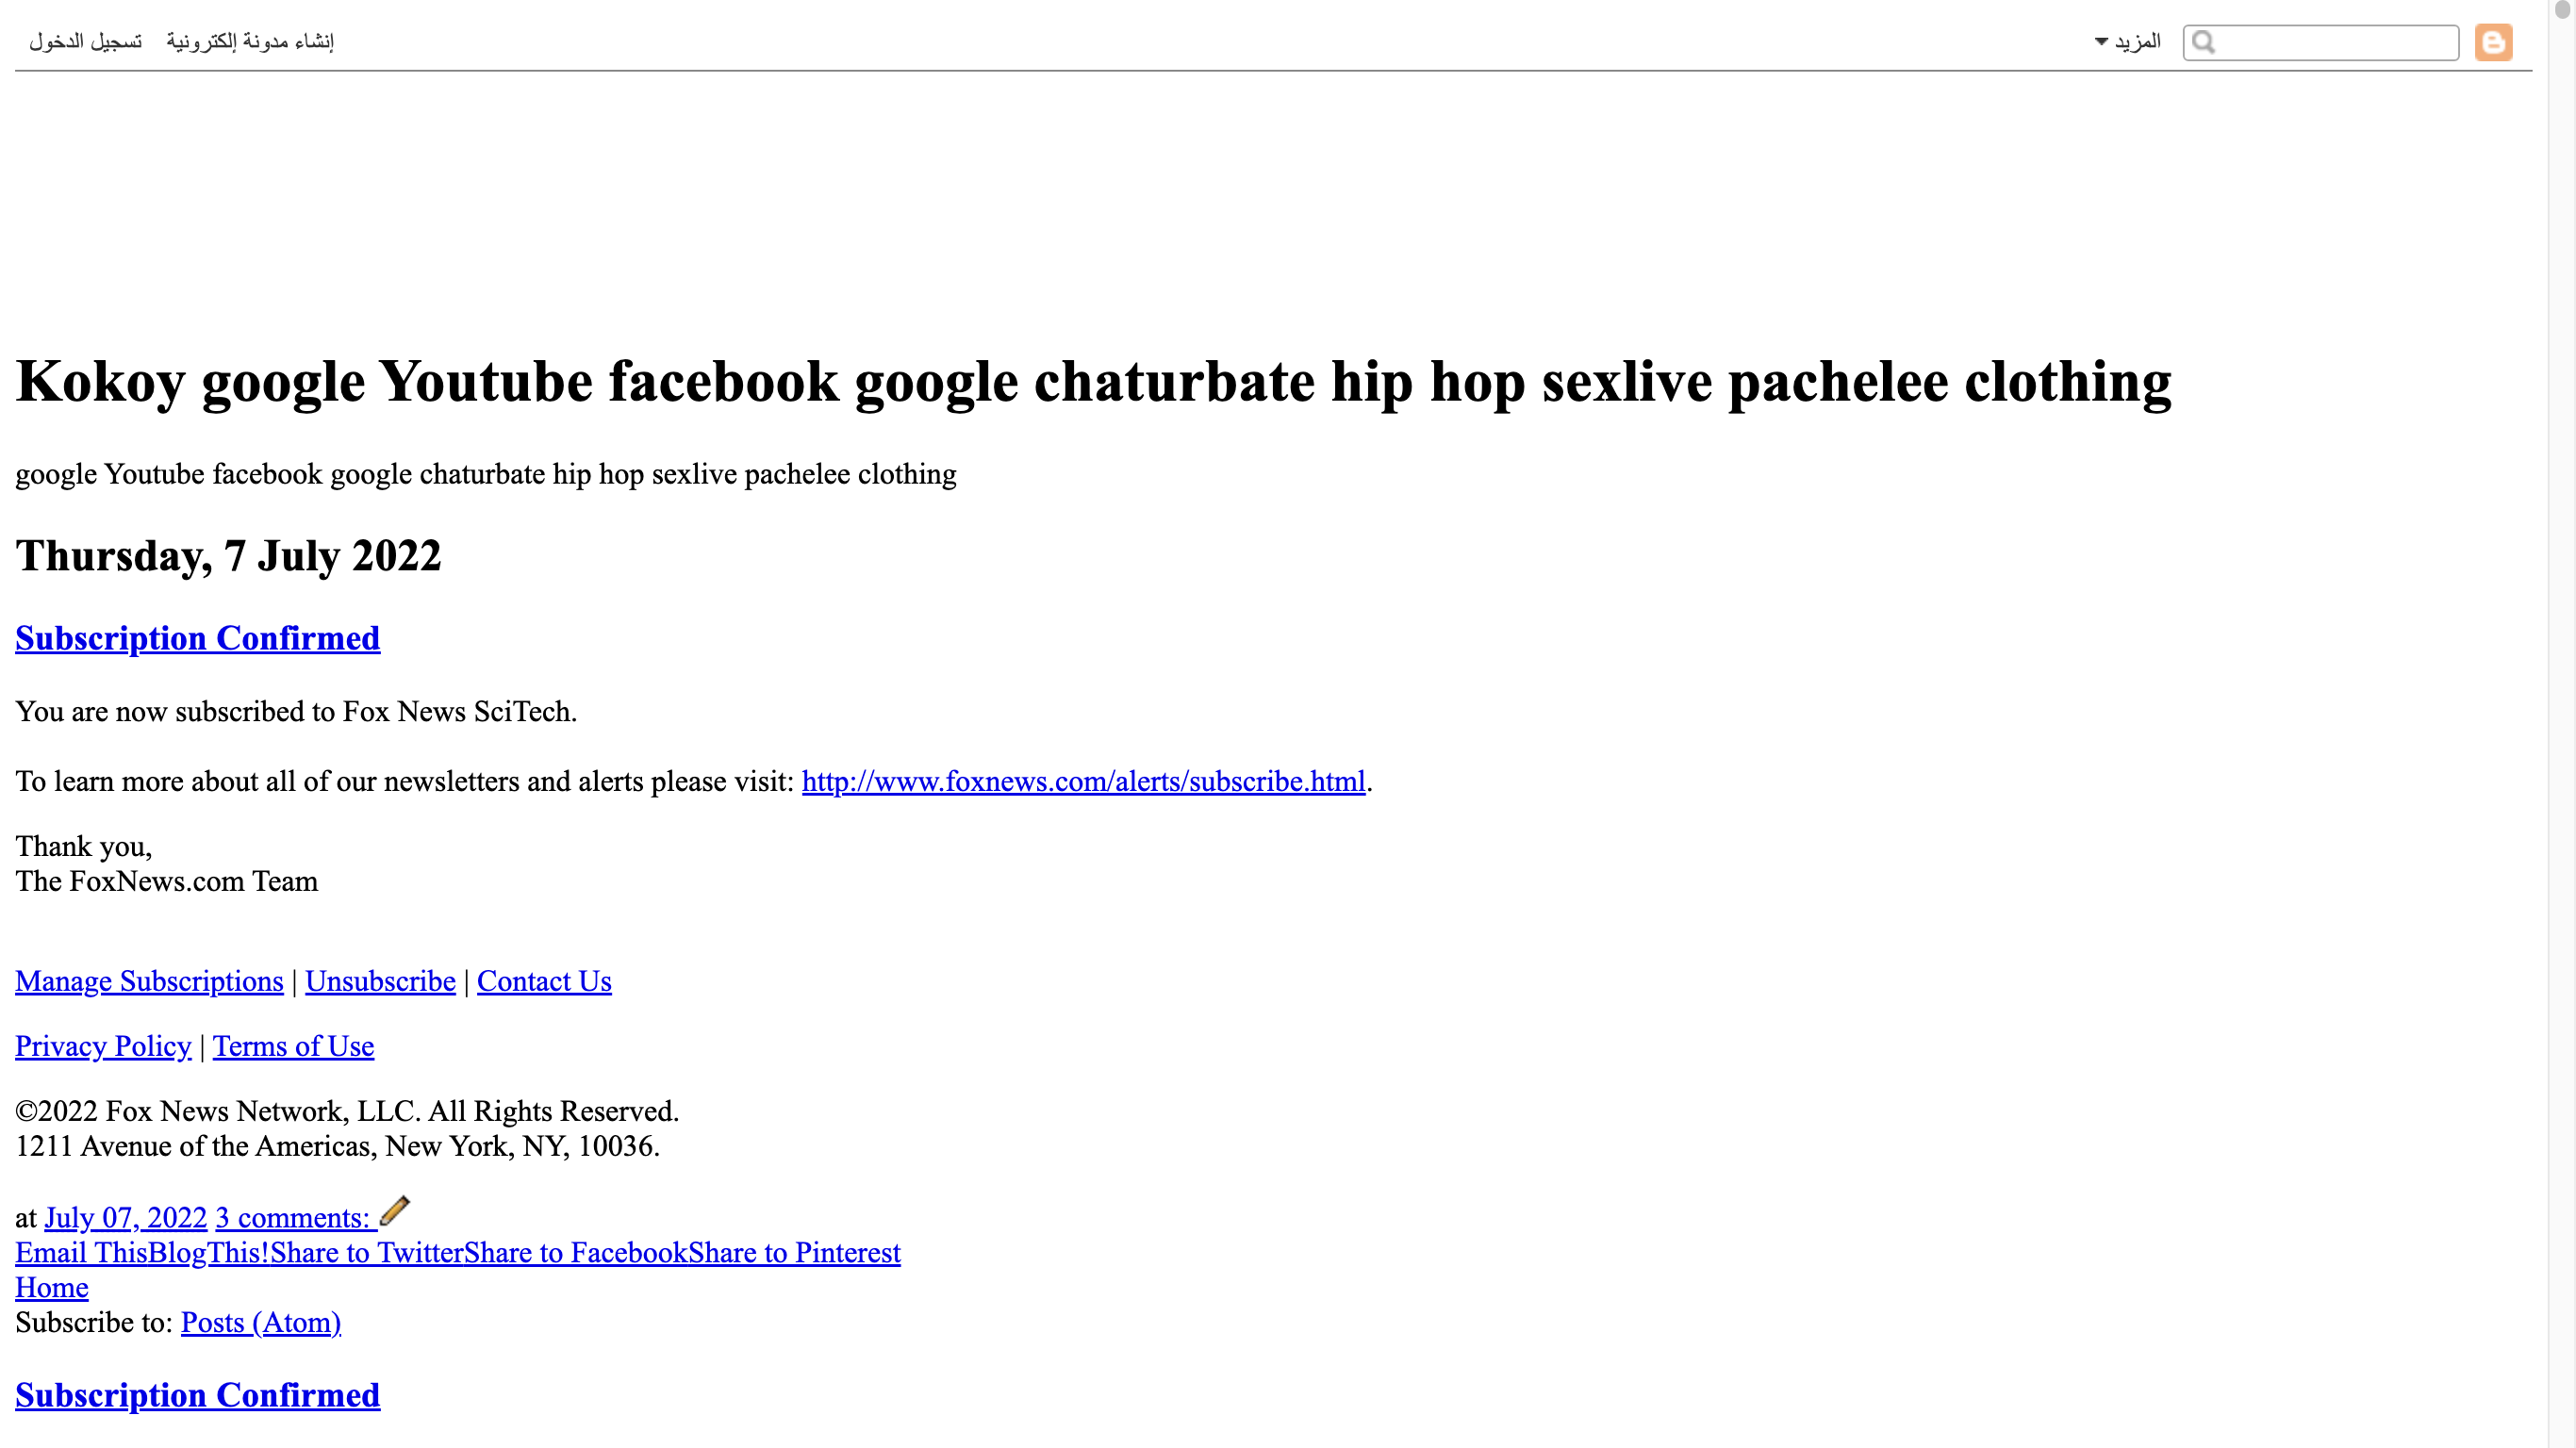 تسجيل الدخول إنشاء مدونة إلكترونية المزيد
Kokoy google Youtube facebook google chaturbate hip hop sexlive pachelee clothing
google Youtube facebook google chaturbate hip hop sexlive pachelee clothing
Thursday, 7 July 2022
Subscription Confirmed
You are now subscribed to Fox News SciTech.
To learn more about all of our newsletters and alerts please visit: http://www.foxnews.com/alerts/subscribe.html.
Thank you,
The FoxNews.com Team
Manage Subscriptions | Unsubscribe | Contact Us
Privacy Policy | Terms of Use
©2022 Fox News Network, LLC. All Rights Reserved.
1211 Avenue of the Americas, New York, NY, 10036.
at July 07, 2022 3 comments:
Email ThisBlogThis!Share to TwitterShare to FacebookShare to Pinterest
Home
Subscribe to: Posts (Atom)
Subscription Confirmed